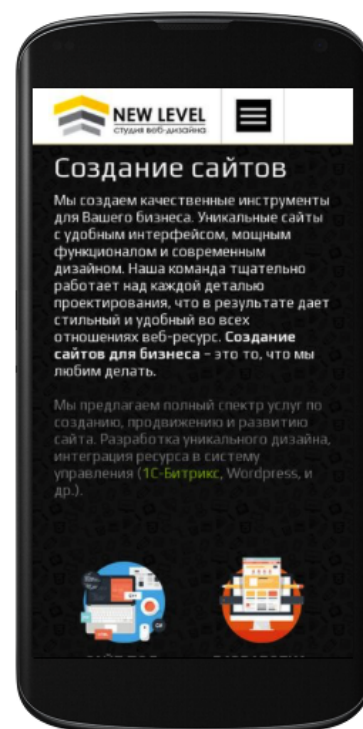 NEW LEVEL
студия веб-дизайна
Создание сайтов
Мы создаем качественные инструменты
для Вашего бизнеса. Уникальные сайты
с удобным интерфейсом, мощным
функционалом и современным
дизайном. Наша команда тщательно
работает над каждой деталью
проектирования, что в результате дает
стильный и удобный во всех
отношениях веб-ресурс. Создание
сайтов для бизнеса – это то, что мы
любим делать.
Мы предлагаем полный спектр услуг по
созданию, продвижению и развитию
сайта. Разработка уникального дизайна,
интеграция ресурса в систему
управления (1С-Битрикс, Wordpress, и
др.).